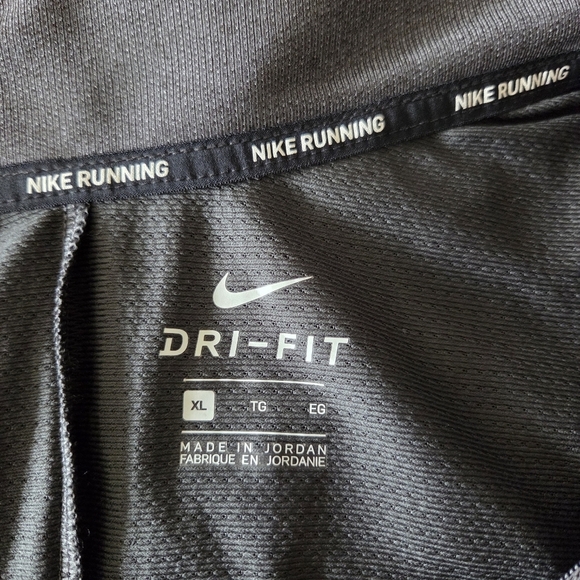 NIKE RUNNING NIKE RUNNING NIKE RUNNING
DRI-FIT
XL TG EG
MADE IN JORDAN
FABRIQUE EN JORDANIE